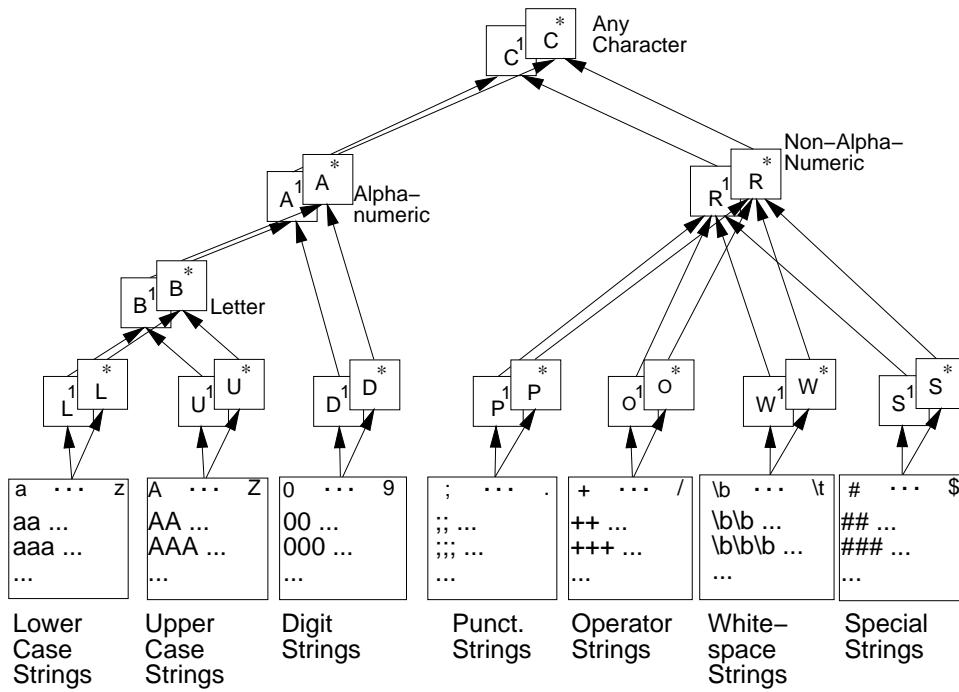 C1 C* Any
Character
A1 A* Alpha–
numeric
R1 R* Non–Alpha–
Numeric
B1 B* Letter
L1 L* U1 U* D1 D* P1 P* O1 O* W1 W* S1 S*
a ··· z
aa ...
aaa ...
...
A ··· Z
AA ...
AAA ...
...
0 ··· 9
00 ...
000 ...
...
; ··· .
;; ...
;;; ...
...
+ ··· /
++ ...
+++ ...
...
\b ··· \t
\b\b ...
\b\b\b ...
...
# ··· $
## ...
### ...
...
Lower
Case
Strings
Upper
Case
Strings
Digit
Strings
Punct.
Strings
Operator
Strings
White–
space
Strings
Special
Strings